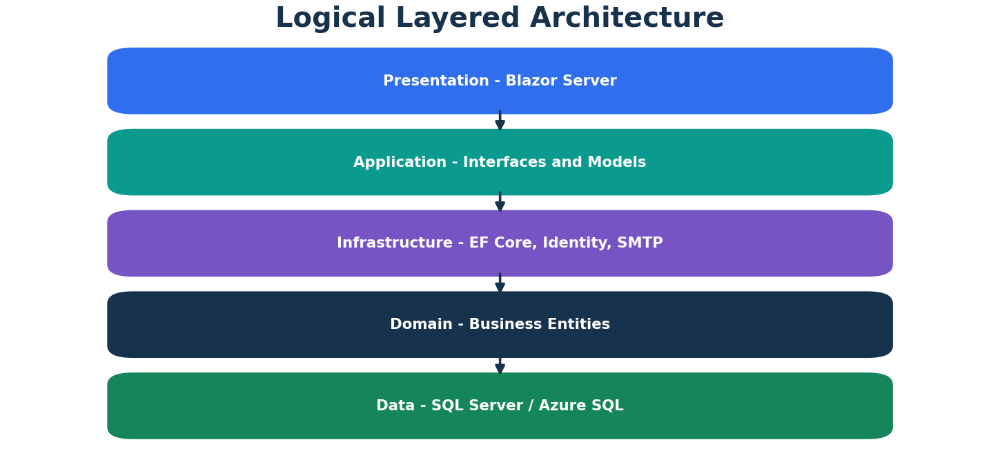 Logical Layered Architecture
Presentation - Blazor Server
Application - Interfaces and Models
Infrastructure - EF Core, Identity, SMTP
Domain - Business Entities
Data - SQL Server / Azure SQL